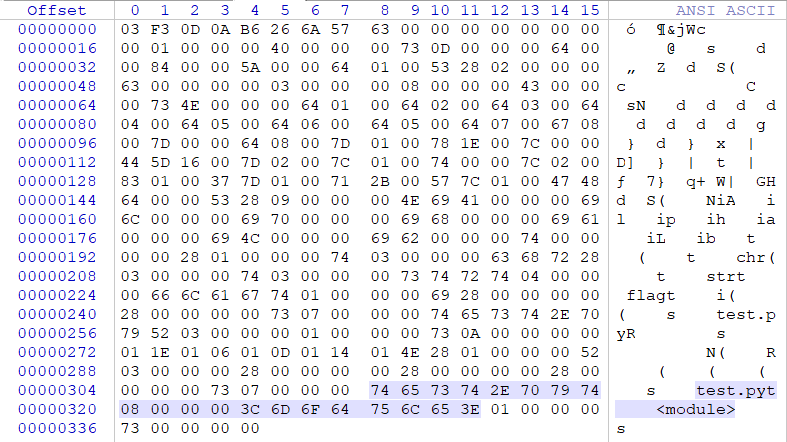 Offset 0 1 2 3 4 5 6 7 8 9 10 11 12 13 14 15 ANSI ASCII
00000000 03 F3 0D 0A B6 26 6A 57 63 00 00 00 00 00 00 00 ó ¶&jWc
00000016 00 01 00 00 00 40 00 00 00 73 0D 00 00 00 64 00 @ s d
00000032 00 84 00 00 5A 00 00 64 01 00 53 28 02 00 00 00 „ Z d S(
00000048 63 00 00 00 00 03 00 00 00 08 00 00 00 43 00 00 c C
00000064 00 73 4E 00 00 00 64 01 00 64 02 00 64 03 00 64 sN d d d d
00000080 04 00 64 05 00 64 06 00 64 05 00 64 07 00 67 08 d d d d g
00000096 00 7D 00 00 64 08 00 7D 01 00 78 1E 00 7C 00 00 } d } x |
00000112 44 5D 16 00 7D 02 00 7C 01 00 74 00 00 7C 02 00 D] } | t |
00000128 83 01 00 37 7D 01 00 71 2B 00 57 7C 01 00 47 48 ƒ 7} q+ W| GH
00000144 64 00 00 53 28 09 00 00 00 4E 69 41 00 00 00 69 d S( NiA i
00000160 6C 00 00 00 69 70 00 00 00 69 68 00 00 00 69 61 l ip ih ia
00000176 00 00 00 69 4C 00 00 00 69 62 00 00 00 74 00 00 iL ib t
00000192 00 00 28 01 00 00 00 74 03 00 00 00 63 68 72 28 ( t chr(
00000208 03 00 00 00 74 03 00 00 00 73 74 72 74 04 00 00 t strt
00000224 00 66 6C 61 67 74 01 00 00 00 69 28 00 00 00 00 flagt i(
00000240 28 00 00 00 00 73 07 00 00 00 74 65 73 74 2E 70 ( s test.p
00000256 79 52 03 00 00 00 01 00 00 00 73 0A 00 00 00 00 yR s
00000272 01 1E 01 06 01 0D 01 14 01 4E 28 01 00 00 00 52 N( R
00000288 03 00 00 00 28 00 00 00 00 28 00 00 00 00 28 00 ( ( (
00000304 00 00 00 73 07 00 00 00 74 65 73 74 2E 70 79 74 s test.pyt
00000320 08 00 00 00 3C 6D 6F 64 75 6C 65 3E 01 00 00 00 <module>
00000336 73 00 00 00 00 s